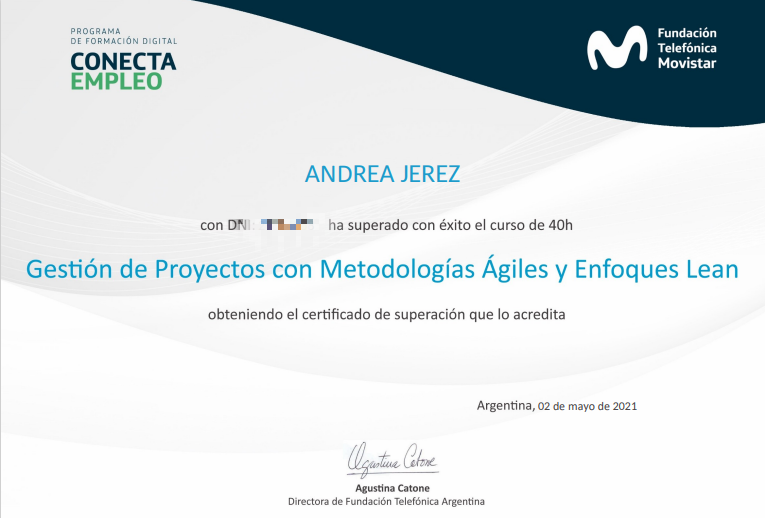 PROGRAMA
DE FORMACIÓN DIGITAL
CONECTA
EMPLEO
Fundación
Telefónica
Movistar
ANDREA JEREZ
con DNI: ha superado con éxito el curso de 40h
Gestión de Proyectos con Metodologías Ágiles y Enfoques Lean
obteniendo el certificado de superación que lo acredita
Argentina, 02 de mayo de 2021
Agustina Catone
Agustina Catone
Directora de Fundación Telefónica Argentina